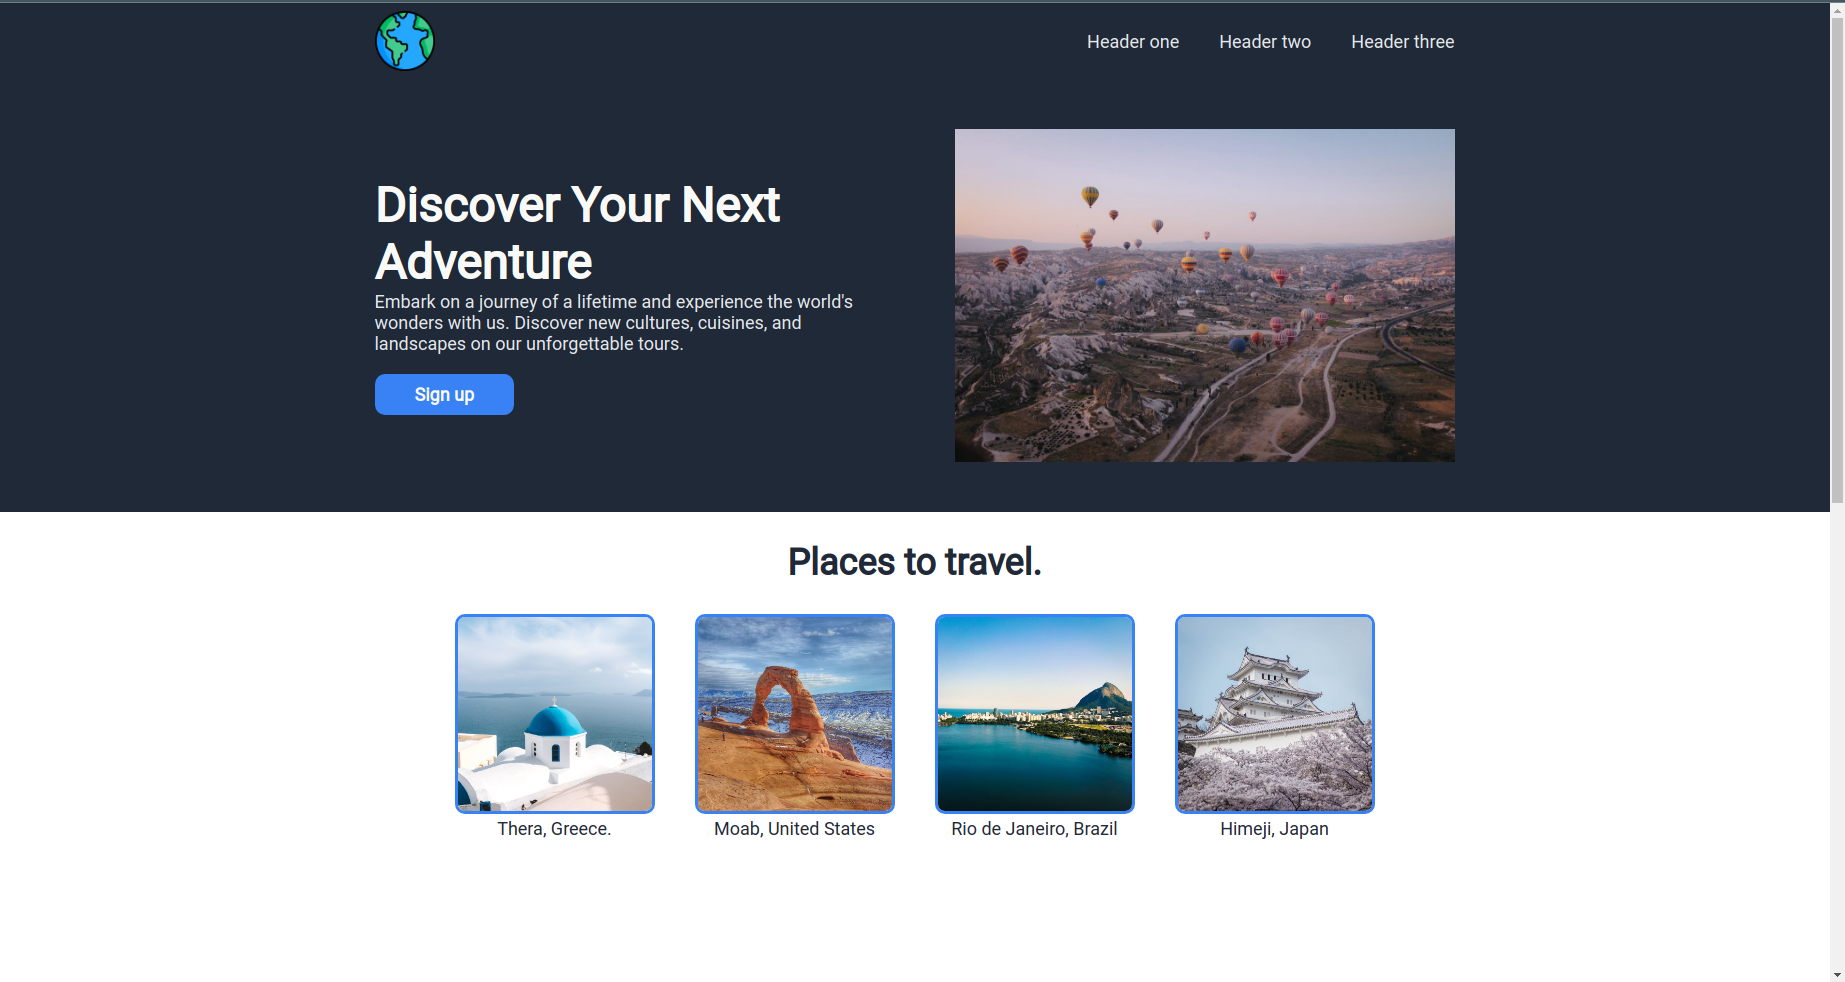 Header one
Header two
Header three
Discover Your Next
Adventure
Embark on a journey of a lifetime and experience the world's
wonders with us. Discover new cultures, cuisines, and
landscapes on our unforgettable tours.
Sign up
Places to travel.
Thera, Greece.
Moab, United States
Rio de Janeiro, Brazil
Himeji, Japan